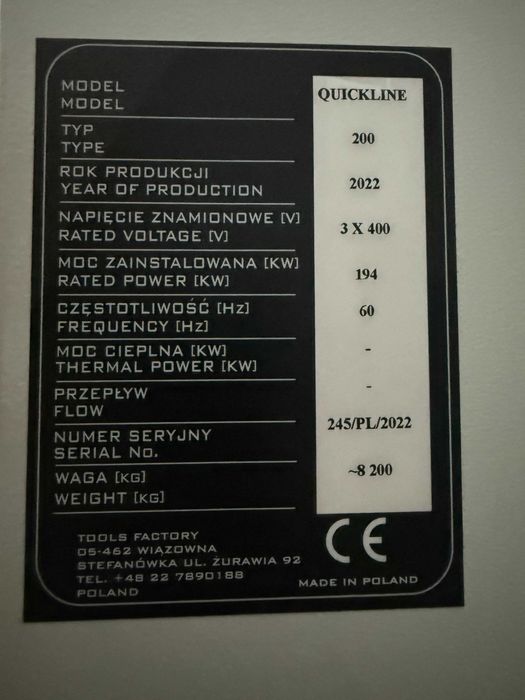 MODEL
MODEL
QUICKLINE
TYP
TYPE
200
ROK PRODUKCJI
YEAR OF PRODUCTION
2022
NAPIĘCIE ZNAMIONOWE [V]
RATED VOLTAGE [V]
3 X 400
MOC ZAINSTALOWANA [KW]
RATED POWER [KW]
194
CZĘSTOTLIWOŚĆ [Hz]
FREQUENCY [Hz]
60
MOC CIEPLNA [KW]
THERMAL POWER [KW]
-
PRZEPŁYW
FLOW
-
NUMER SERYJNY
SERIAL No.
245/PL/2022
WAGA [KG]
WEIGHT [KG]
~8 200
TOOLS FACTORY
05-462 WIĄZOWNA
STEFANÓWKA UL. ŻURAWIA 92
TEL. +48 22 7890188
POLAND
CE
MADE IN POLAND